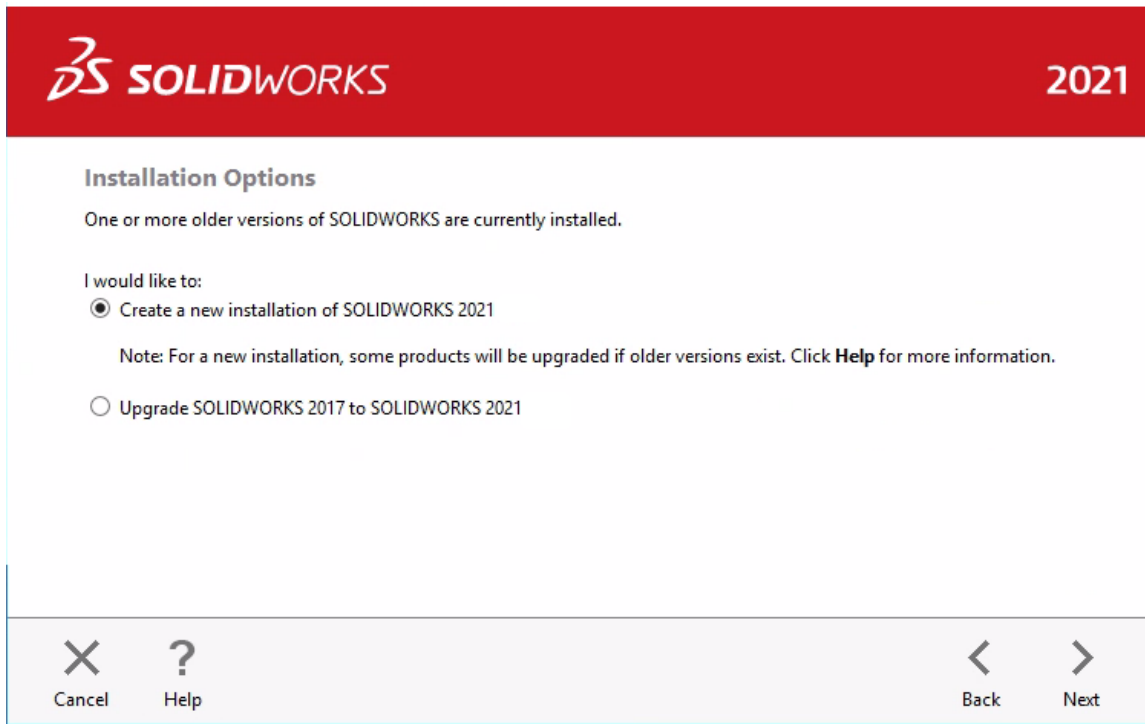 3S SOLIDWORKS
2021
Installation Options
One or more older versions of SOLIDWORKS are currently installed.
I would like to:
Create a new installation of SOLIDWORKS 2021
Note: For a new installation, some products will be upgraded if older versions exist. Click Help for more information.
Upgrade SOLIDWORKS 2017 to SOLIDWORKS 2021
? 
Cancel
Help
Back
Next